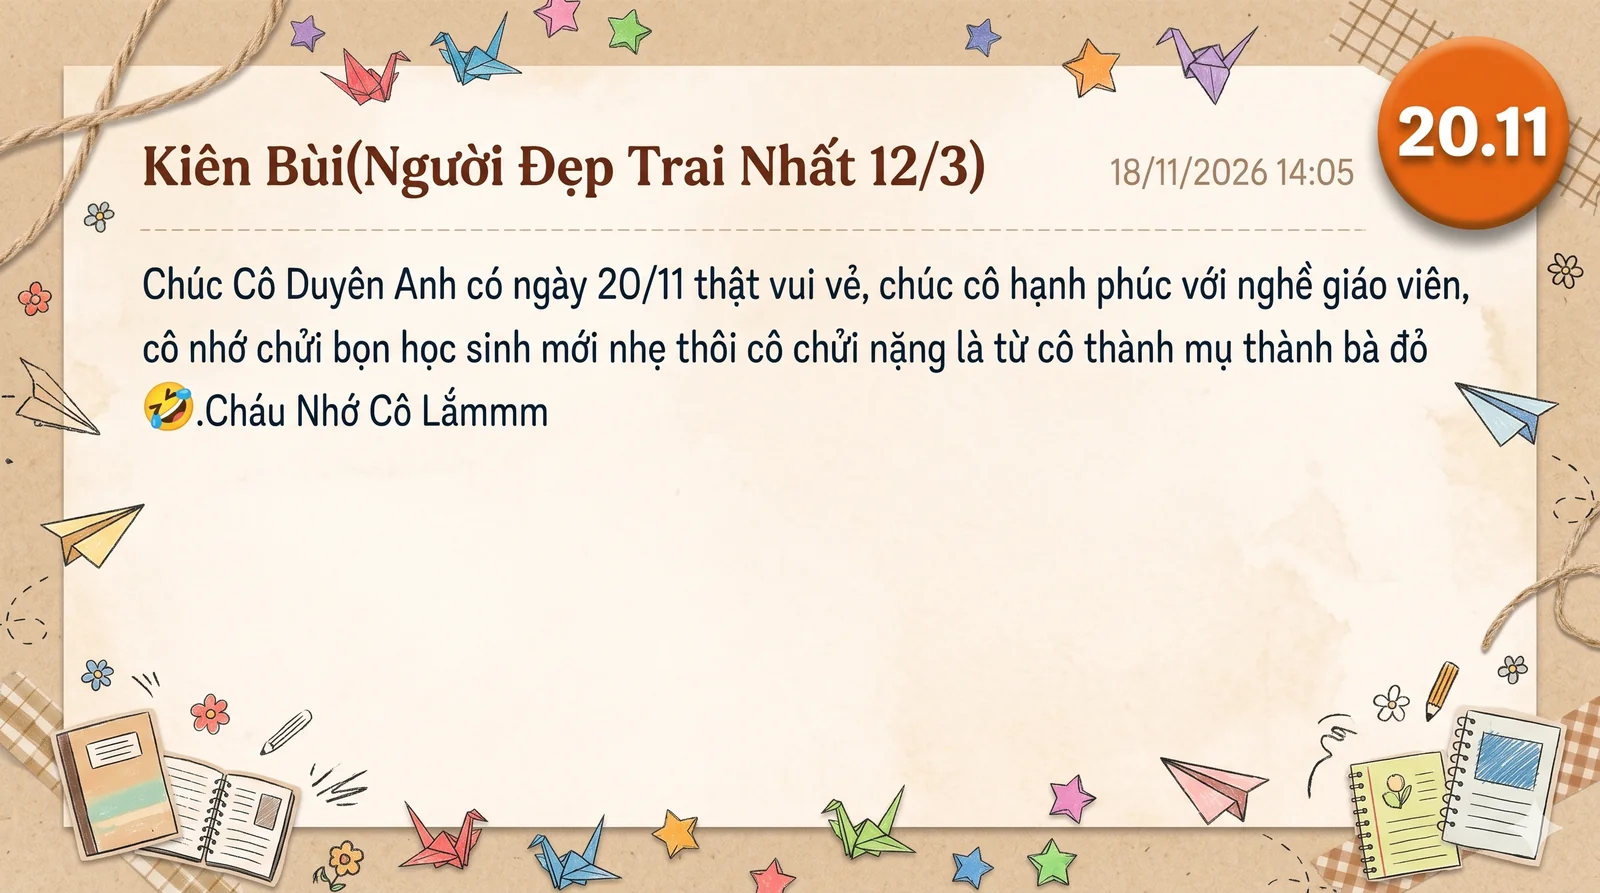 20.11
Kiên Bùi(Người Đẹp Trai Nhất 12/3)
18/11/2026 14:05
Chúc Cô Duyên Anh có ngày 20/11 thật vui vẻ, chúc cô hạnh phúc với nghề giáo viên,
cô nhớ chửi bọn học sinh mới nhẹ thôi cô chửi nặng là từ cô thành mụ thành bà đỏ
🤣.Cháu Nhớ Cô Lắmmm